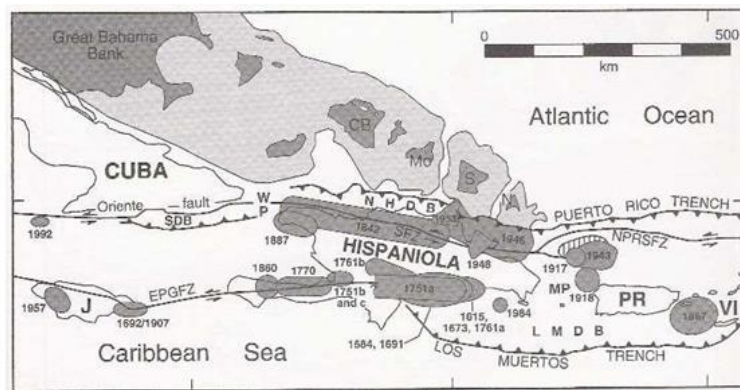 Great Bahama
Bank
0
500
km
Atlantic Ocean
CB
Mo
S
N
CUBA
Oriente fault
W
P
SDB
N H D B
1953
PUERTO RICO TRENCH
1992
1842
SFZ
1946
NPRSFZ
1887
HISPANIOLA
1948
1917
1943
1860
1770
1761b
1751a
1918
MP
EPGFZ
1751b
and c
1984
PR
VI
1957
J
1615,
1673, 1761a
1867
1692/1907
L M D B
1584, 1691
LOS MUERTOS TRENCH
Caribbean Sea